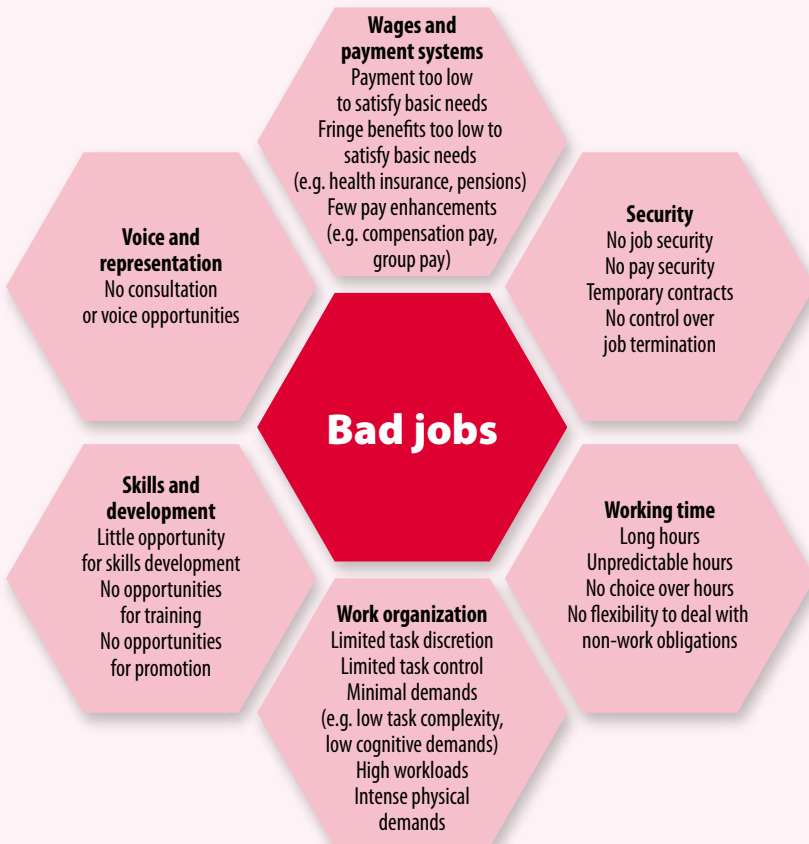 Wages and
payment systems
Payment too low
to satisfy basic needs
Fringe benefits too low to
satisfy basic needs
(e.g. health insurance, pensions)
Few pay enhancements
(e.g. compensation pay,
group pay)
Voice and
representation
No consultation
or voice opportunities
Security
No job security
No pay security
Temporary contracts
No control over
job termination
Bad jobs
Skills and
development
Little opportunity
for skills development
No opportunities
for training
No opportunities
for promotion
Working time
Long hours
Unpredictable hours
No choice over hours
No flexibility to deal with
non-work obligations
Work organization
Limited task discretion
Limited task control
Minimal demands
(e.g. low task complexity,
low cognitive demands)
High workloads
Intense physical
demands